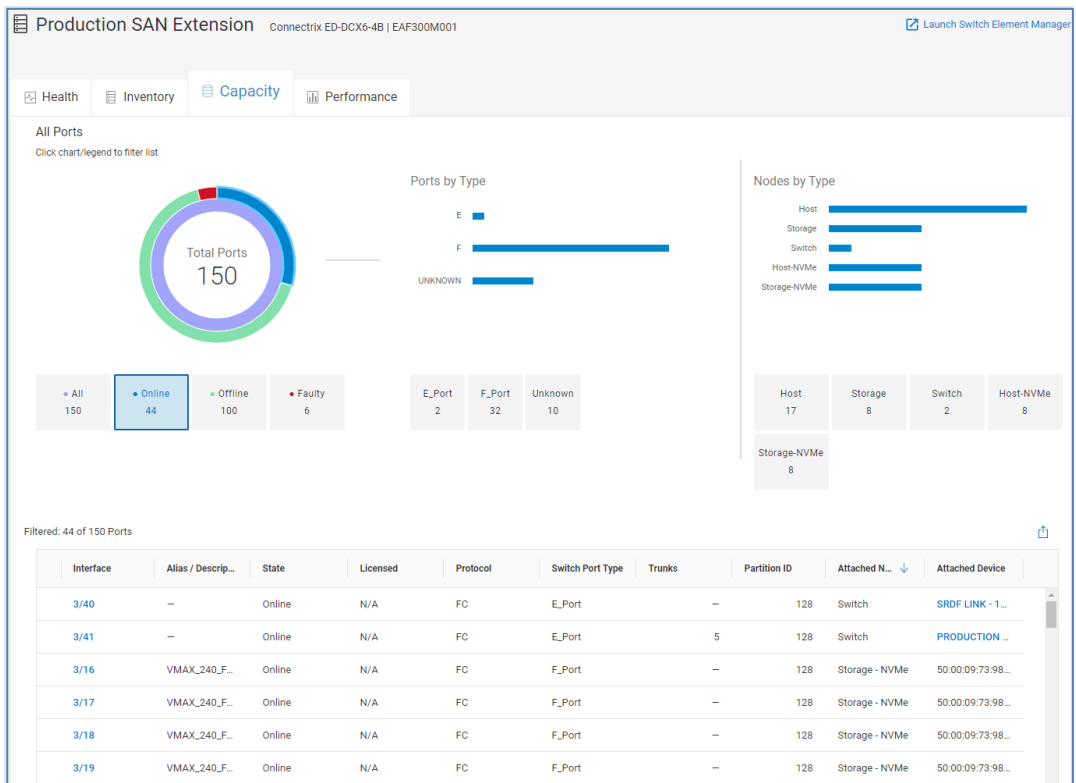 Production SAN Extension Connectrix ED-DCX6-4B | EAF300M001
Launch Switch Element Manager
Health Inventory Capacity Performance
All Ports
Click chart/legend to filter list
Total Ports
150
Ports by Type
E
F
UNKNOWN
Nodes by Type
Host
Storage
Switch
Host-NVMe
Storage-NVMe
All
150
Online
44
Offline
100
Faulty
6
E_Port
2
F_Port
32
Unknown
10
Host
17
Storage
8
Switch
2
Host-NVMe
8
Storage-NVMe
8
Filtered: 44 of 150 Ports
Interface Alias / Descrip... State Licensed Protocol Switch Port Type Trunks Partition ID Attached N... Attached Device
3/40 – Online N/A FC E_Port – 128 Switch SRDF LINK - 1...
3/41 – Online N/A FC E_Port 5 128 Switch PRODUCTION ...
3/16 VMAX_240_F... Online N/A FC F_Port – 128 Storage - NVMe 50:00:09:73:98...
3/17 VMAX_240_F... Online N/A FC F_Port – 128 Storage - NVMe 50:00:09:73:98...
3/18 VMAX_240_F... Online N/A FC F_Port – 128 Storage - NVMe 50:00:09:73:98...
3/19 VMAX_240_F... Online N/A FC F_Port – 128 Storage - NVMe 50:00:09:73:98...